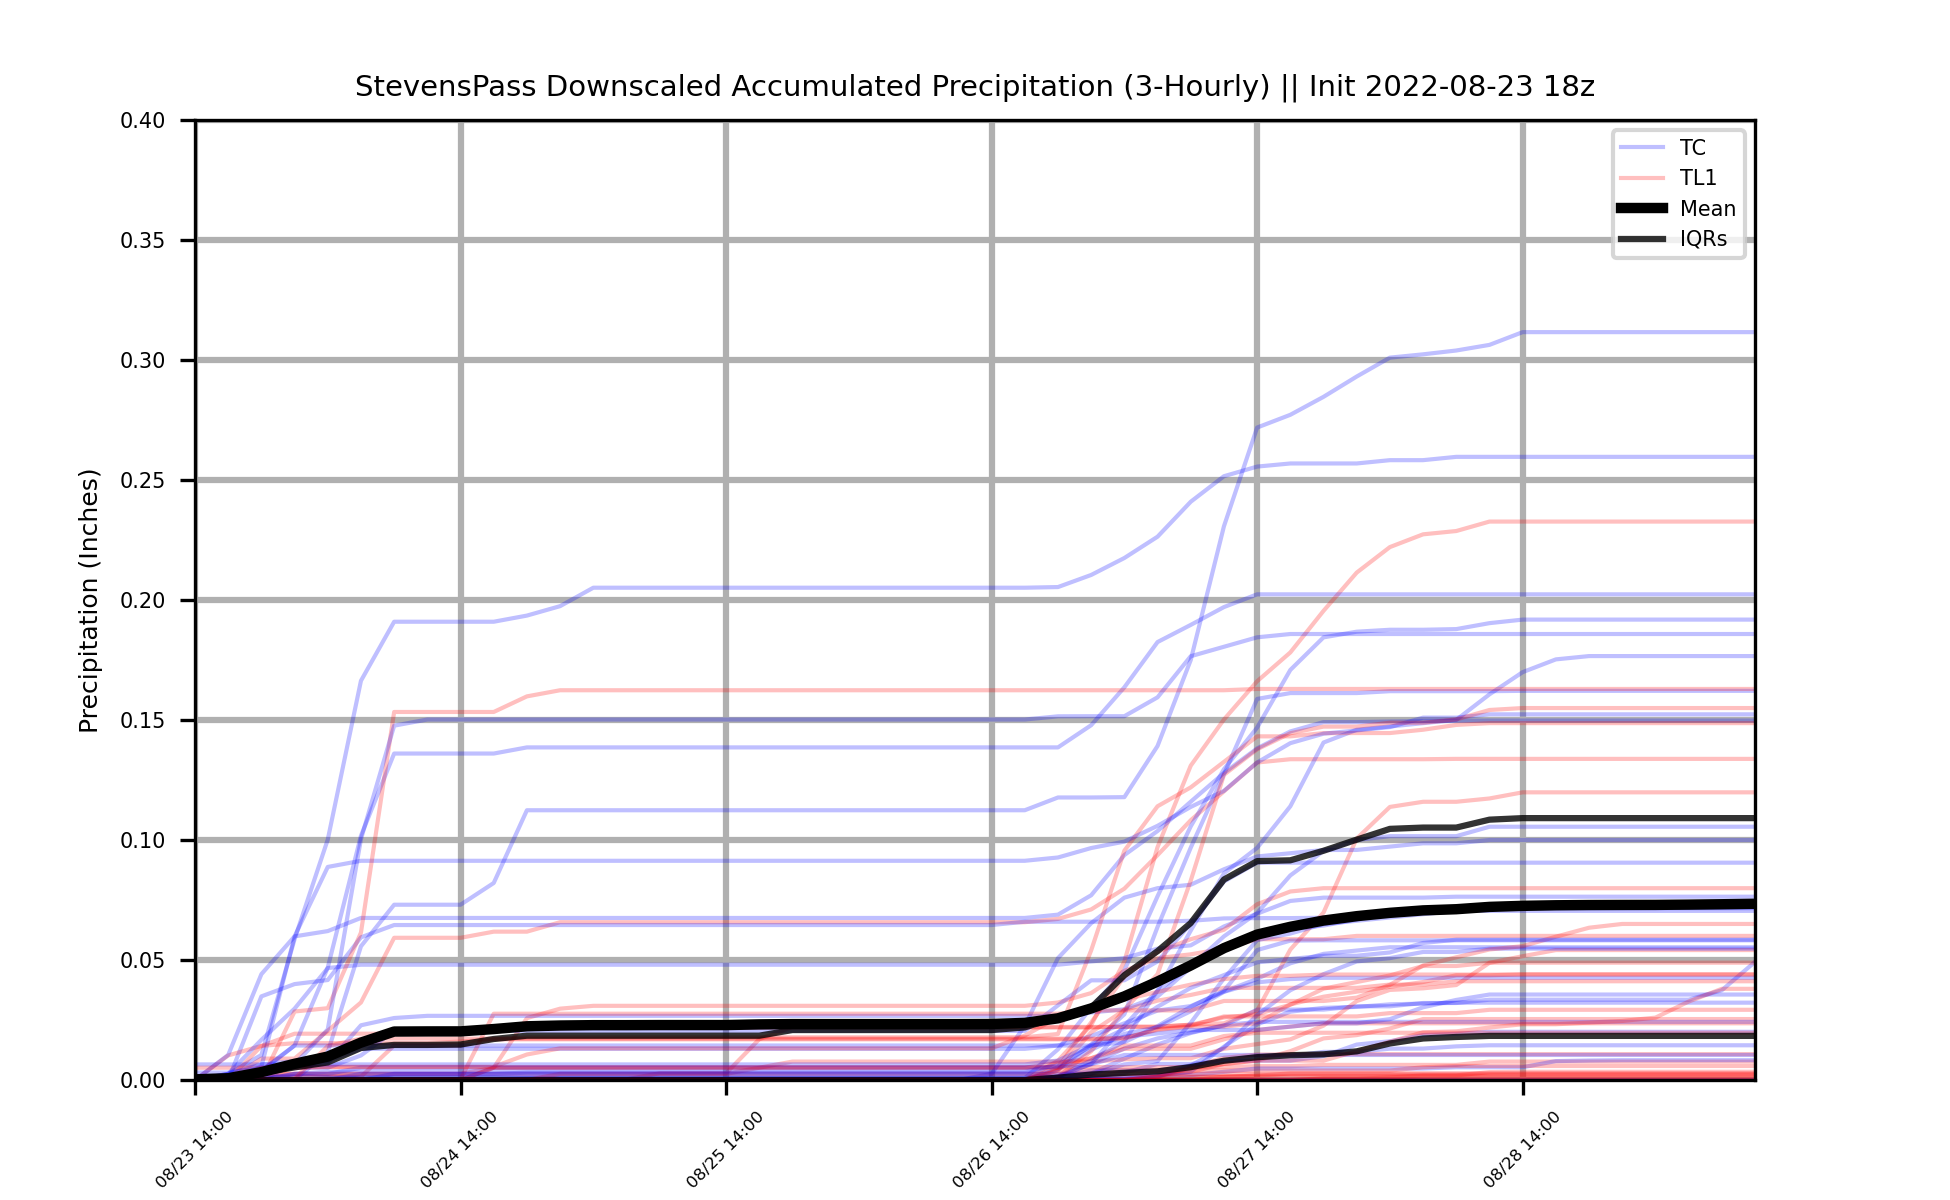 StevensPass Downscaled Accumulated Precipitation (3-Hourly) || Init 2022-08-23 18z
TC
TL1
Mean
IQRs
Precipitation (Inches)
0.40
0.35
0.30
0.25
0.20
0.15
0.10
0.05
0.00
08/23 14:00
08/24 14:00
08/25 14:00
08/26 14:00
08/27 14:00
08/28 14:00